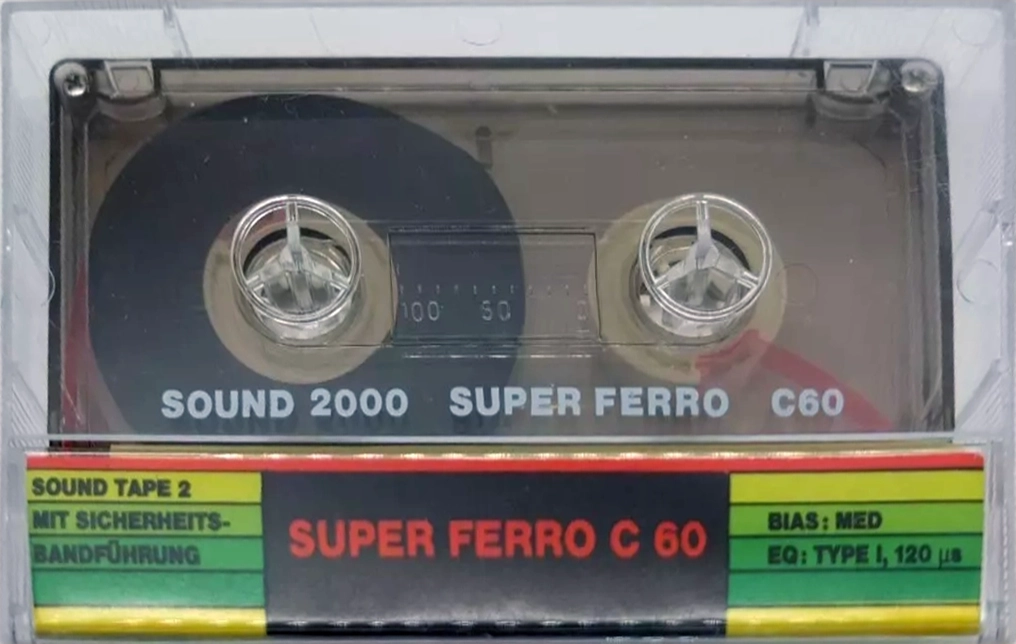 100 50 0
SOUND 2000 SUPER FERRO C60
SOUND TAPE 2
MIT SICHERHEITS-
BANDFÜHRUNG
SUPER FERRO C 60
BIAS: MED
EQ: TYPE I, 120 µs